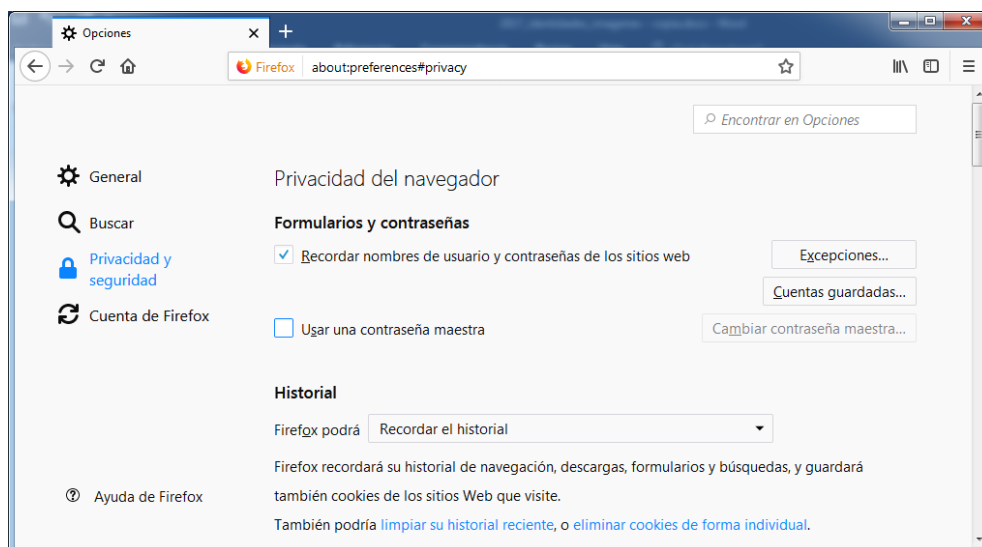 Opciones
Firefox about:preferences#privacy
Encontrar en Opciones
General
Buscar
Privacidad y
seguridad
Cuenta de Firefox
Ayuda de Firefox
Privacidad del navegador
Formularios y contraseñas
Recordar nombres de usuario y contraseñas de los sitios web
Excepciones...
Cuentas guardadas...
Usar una contraseña maestra
Cambiar contraseña maestra...
Historial
Firefox podrá Recordar el historial
Firefox recordará su historial de navegación, descargas, formularios y búsquedas, y guardará
también cookies de los sitios Web que visite.
También podría limpiar su historial reciente, o eliminar cookies de forma individual.